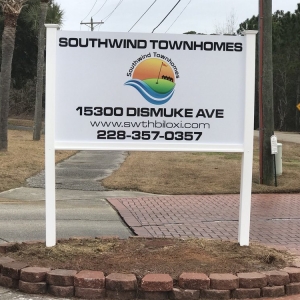 SOUTHWIND TOWNHOMES
Southwind Townhomes
15300 DISMUKE AVE
www.swthbiloxi.com
228-357-0357